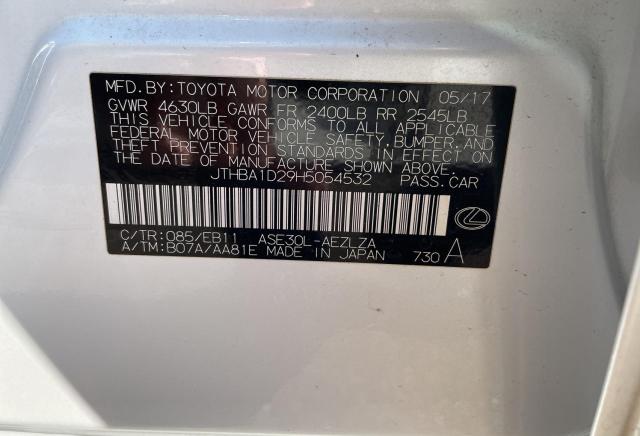 MFD.BY:TOYOTA MOTOR CORPORATION 05/17
GVWR 4630LB GAWR FR 2400LB RR 2545LB
THIS VEHICLE CONFORMS TO ALL APPLICABLE
FEDERAL MOTOR VEHICLE SAFETY,BUMPER,AND
THEFT PREVENTION STANDARDS IN EFFECT ON
THE DATE OF MANUFACTURE SHOWN ABOVE.
JTHBA1D29H5054532 PASS.CAR
C/TR:085/EB11 ASE30L-AEZLZA
A/TM:B07A/AA81E MADE IN JAPAN 730 A